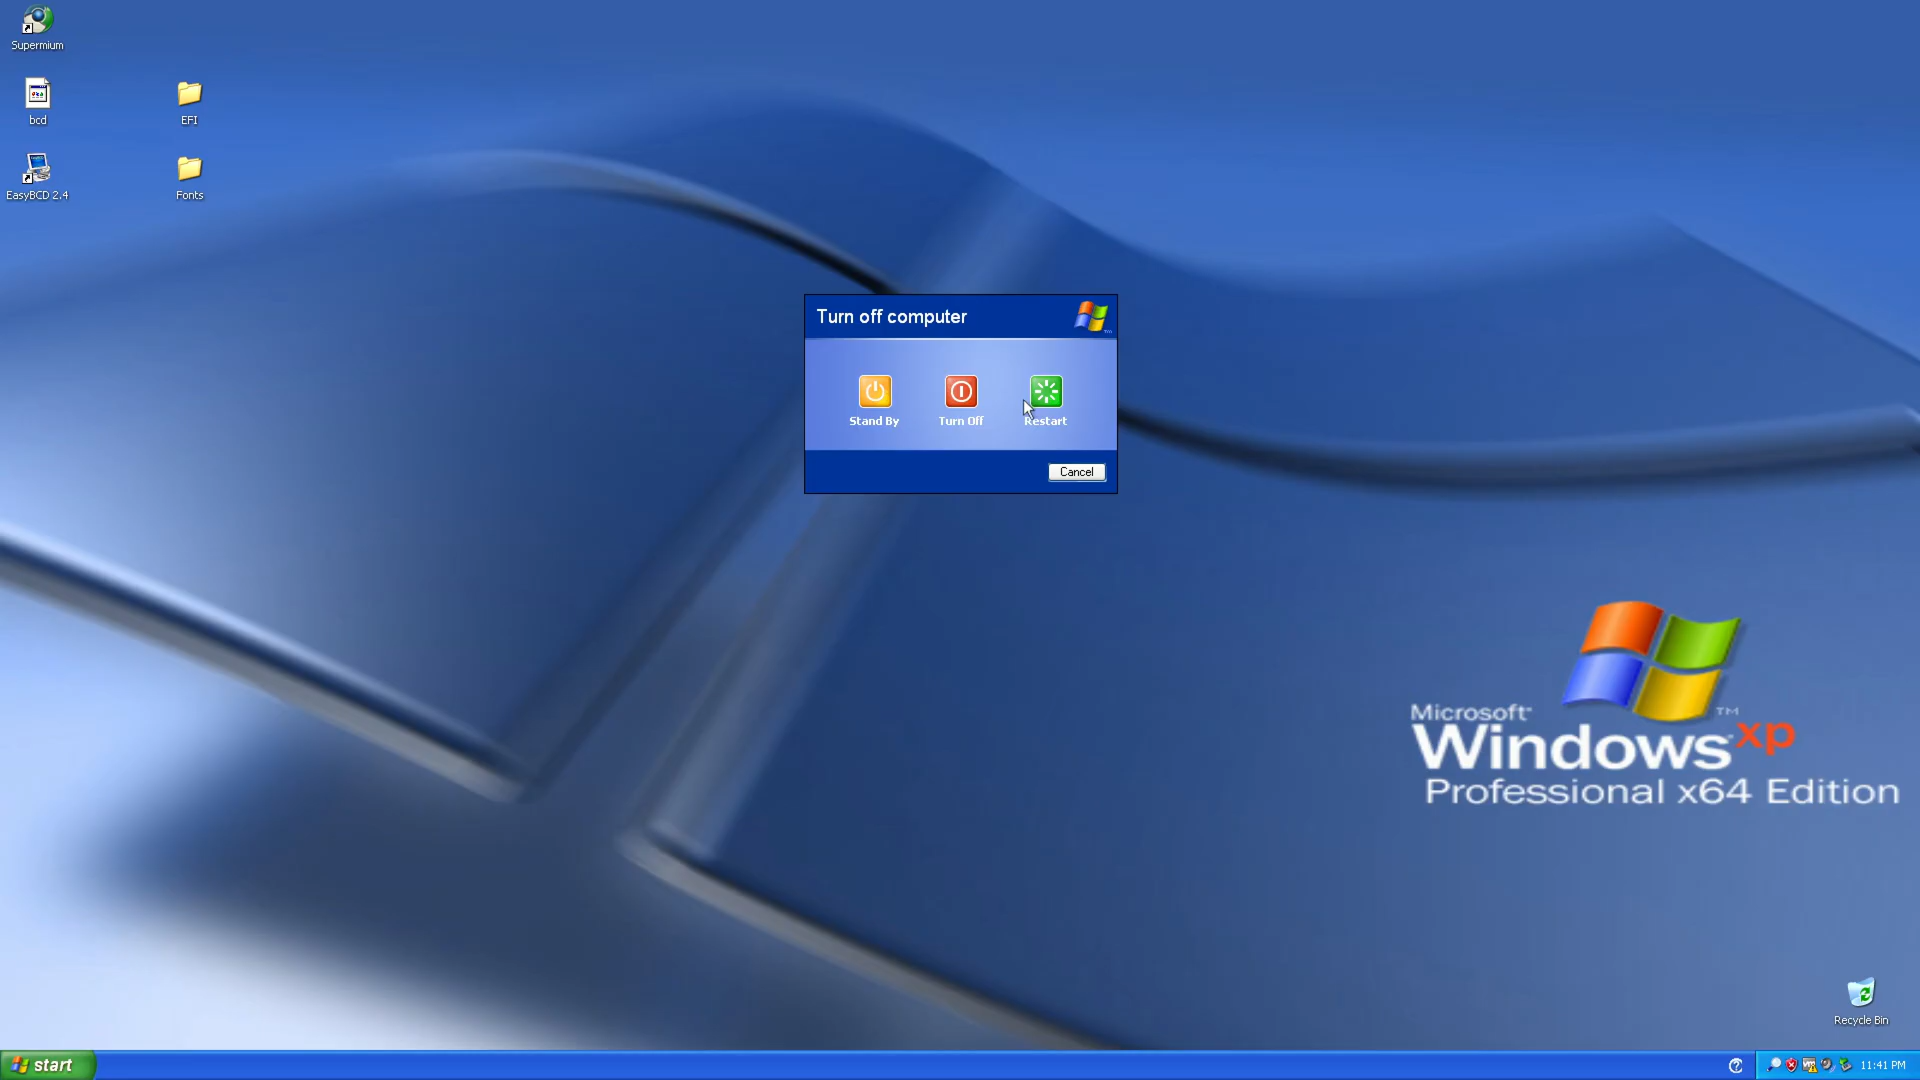 Supermium
bcd
EFI
EasyBCD 2.4
Fonts
Turn off computer
Stand By
Turn Off
Restart
Cancel
Microsoft
Windows xp
Professional x64 Edition
Recycle Bin
start
11:41 PM